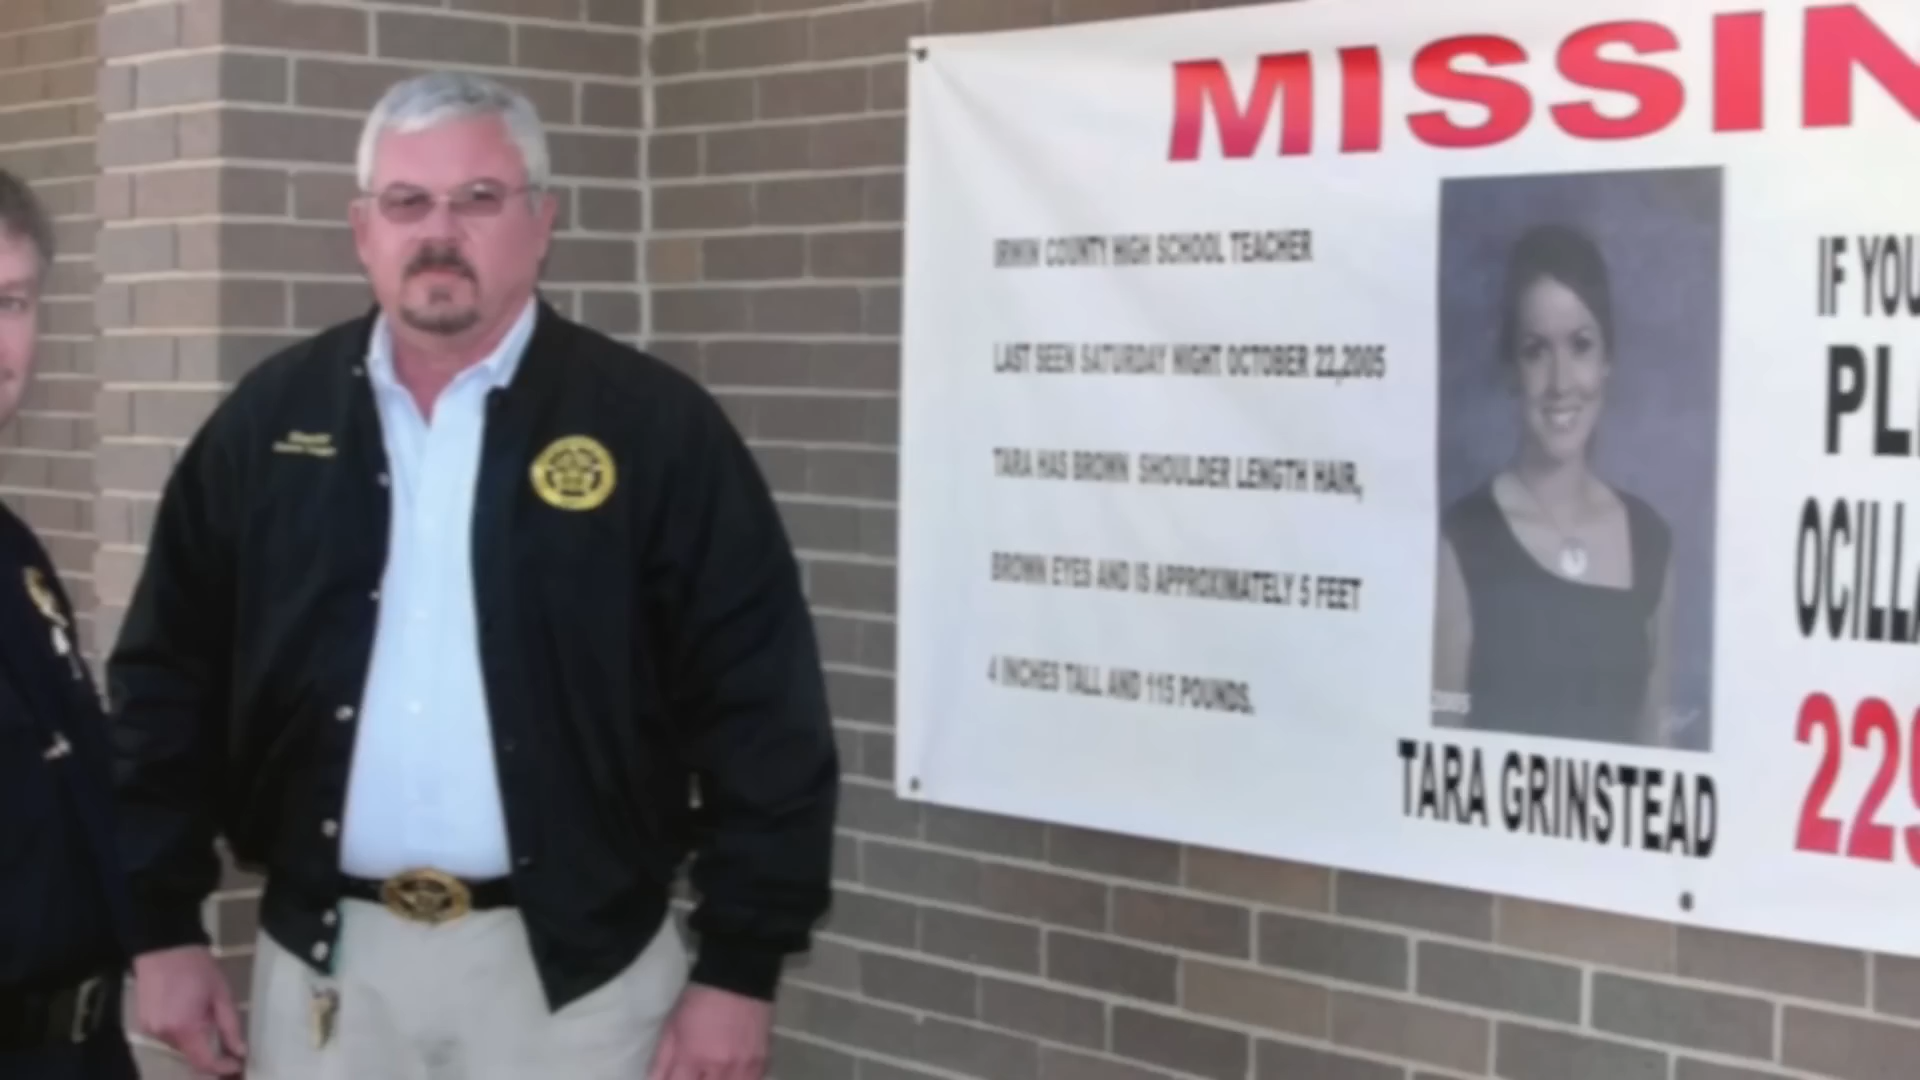 MISSIN
IRWIN COUNTY HIGH SCHOOL TEACHER
LAST SEEN SATURDAY NIGHT OCTOBER 22,2005
TARA HAS BROWN SHOULDER LENGTH HAIR,
BROWN EYES AND IS APPROXIMATELY 5 FEET
4 INCHES TALL AND 115 POUNDS.
TARA GRINSTEAD
IF YOU
PL
OCILLA
229